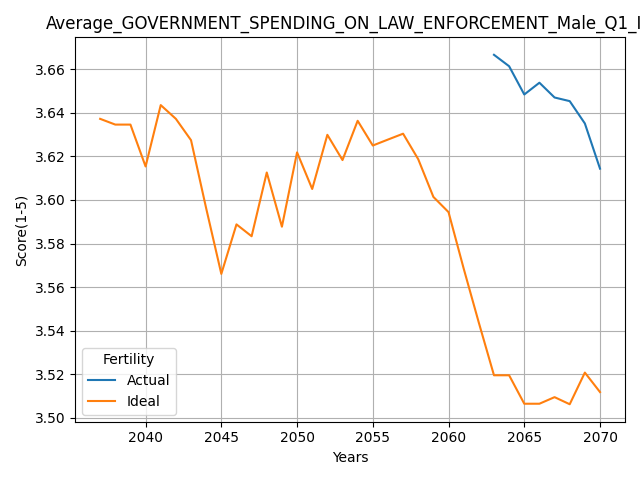 Average_GOVERNMENT_SPENDING_ON_LAW_ENFORCEMENT_Male_Q1_I
3.66
3.64
3.62
3.60
3.58
3.56
3.54
3.52
3.50
Score(1-5)
Fertility
Actual
Ideal
2040
2045
2050
2055
2060
2065
2070
Years